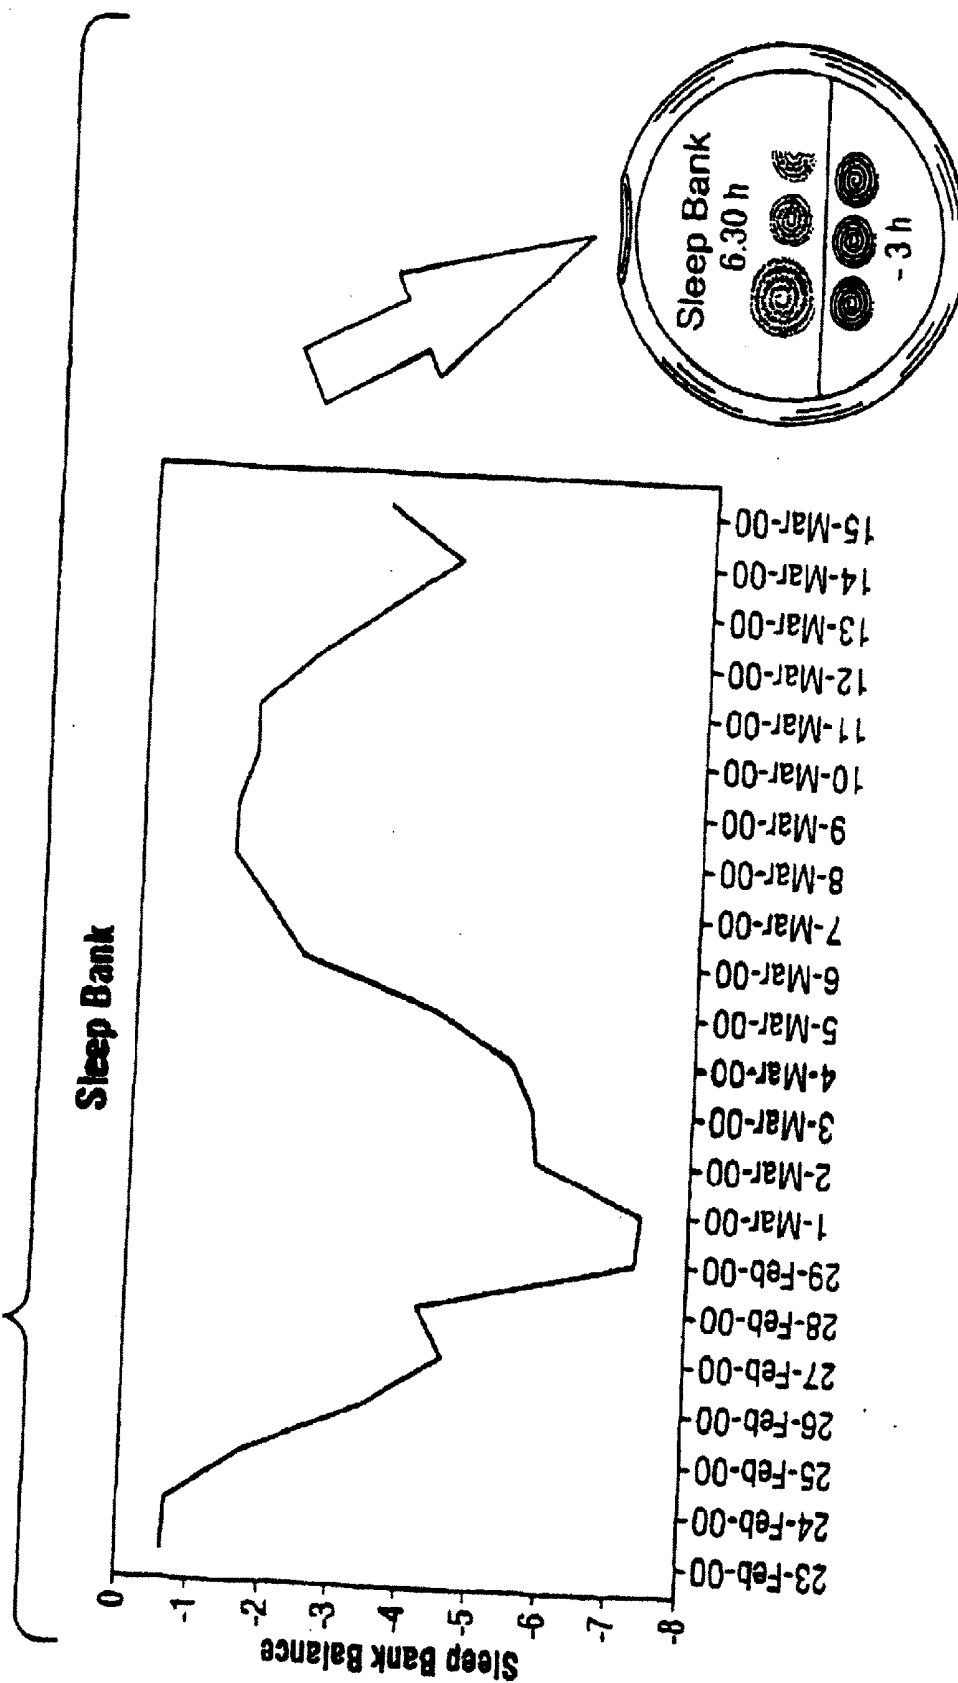 Sleep Bank
Sleep Bank Balance
0
-1
-2
-3
-4
-5
-6
-7
-8
23-Feb-00
24-Feb-00
25-Feb-00
26-Feb-00
27-Feb-00
28-Feb-00
29-Feb-00
1-Mar-00
2-Mar-00
3-Mar-00
4-Mar-00
5-Mar-00
6-Mar-00
7-Mar-00
8-Mar-00
9-Mar-00
10-Mar-00
11-Mar-00
12-Mar-00
13-Mar-00
14-Mar-00
15-Mar-00
Sleep Bank
6.30 h
- 3 h